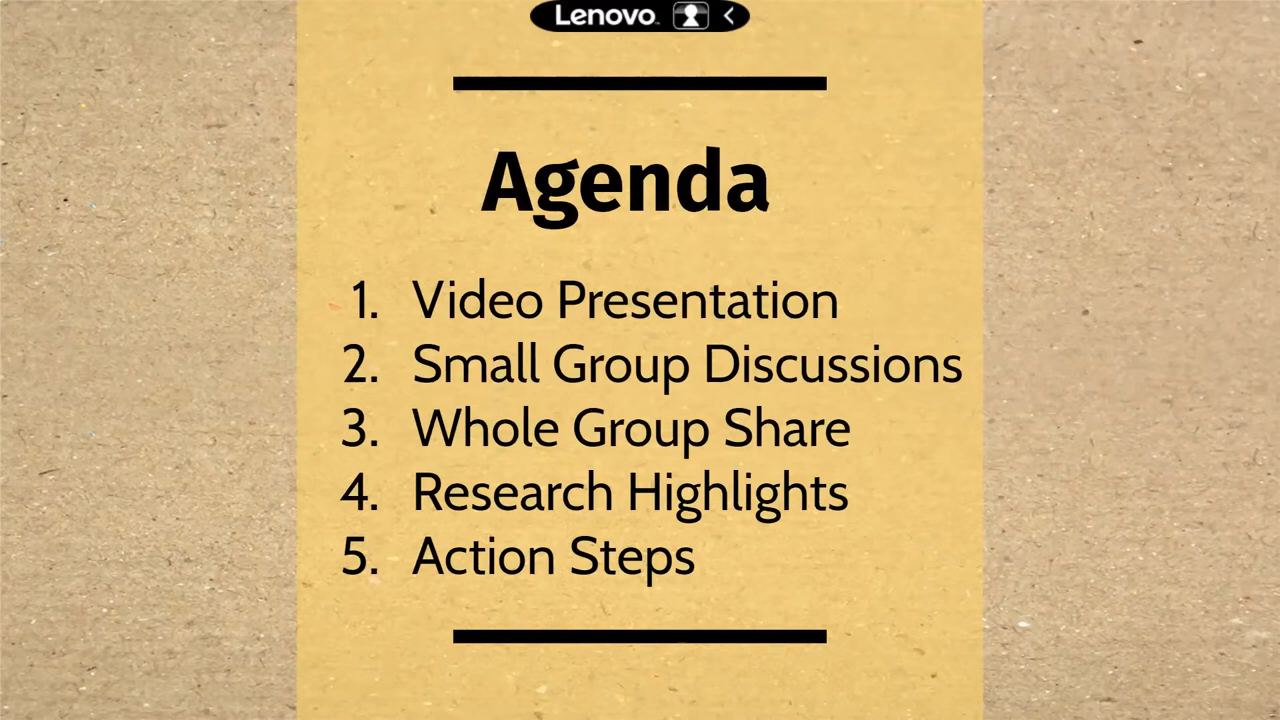 Lenovo
Agenda
1. Video Presentation
2. Small Group Discussions
3. Whole Group Share
4. Research Highlights
5. Action Steps